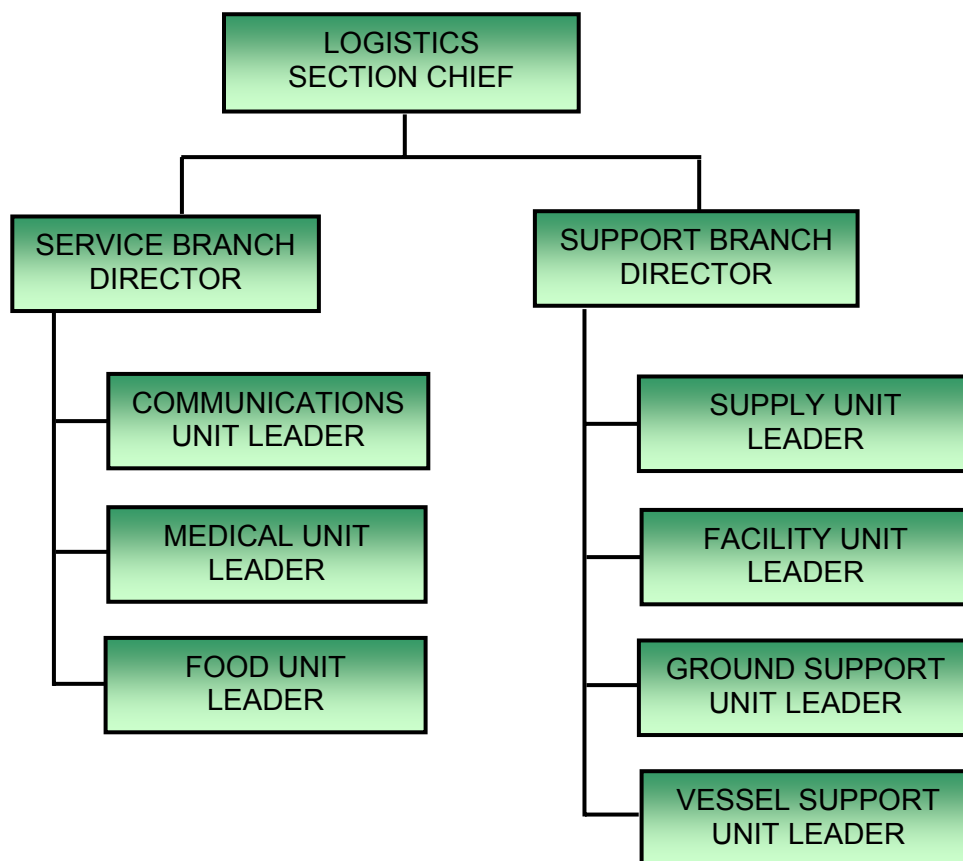 LOGISTICS
SECTION CHIEF
SERVICE BRANCH
DIRECTOR
SUPPORT BRANCH
DIRECTOR
COMMUNICATIONS
UNIT LEADER
MEDICAL UNIT
LEADER
FOOD UNIT
LEADER
SUPPLY UNIT
LEADER
FACILITY UNIT
LEADER
GROUND SUPPORT
UNIT LEADER
VESSEL SUPPORT
UNIT LEADER